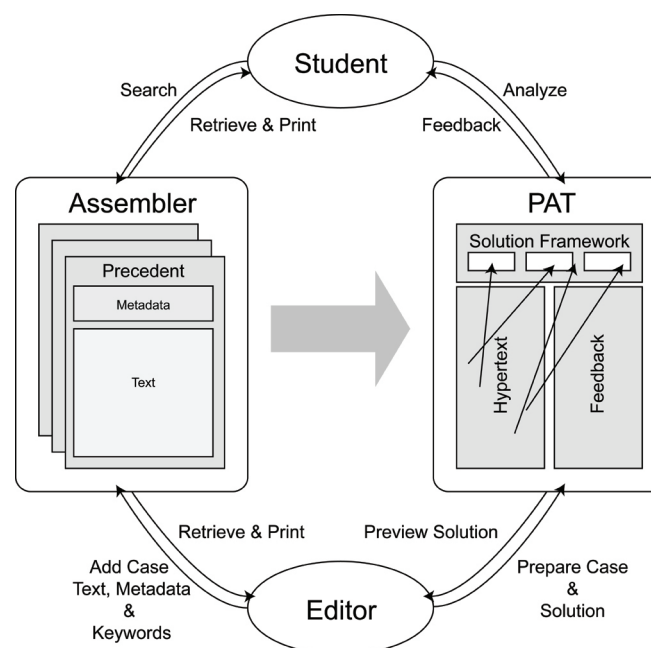 Student
Search
Analyze
Retrieve & Print
Feedback
Assembler
PAT
Precedent
Metadata
Text
Solution Framework
Hypertext
Feedback
Retrieve & Print
Preview Solution
Add Case
Text, Metadata
&
Keywords
Prepare Case
&
Solution
Editor